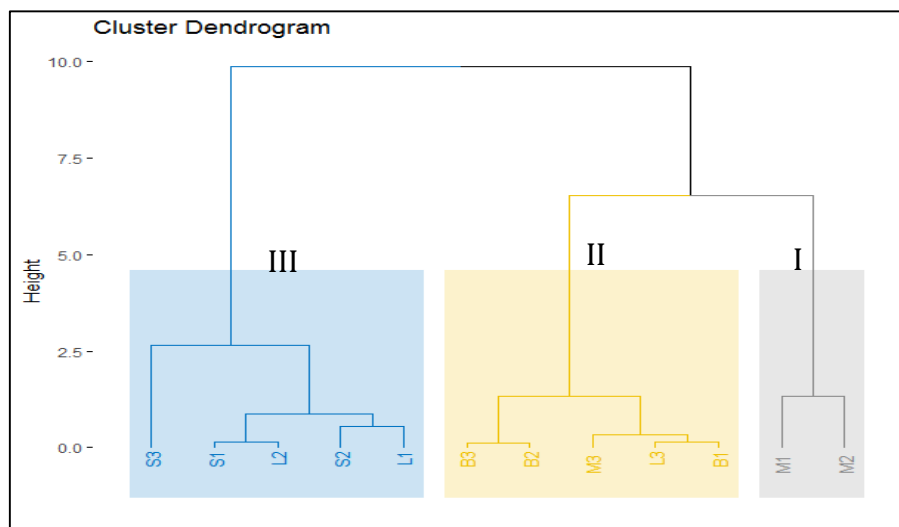 Cluster Dendrogram
10.0
7.5
5.0
2.5
0.0
Height
III
II
I
S3 S1 L2 S2 L1 B3 B2 M3 L3 B1 M1 M2